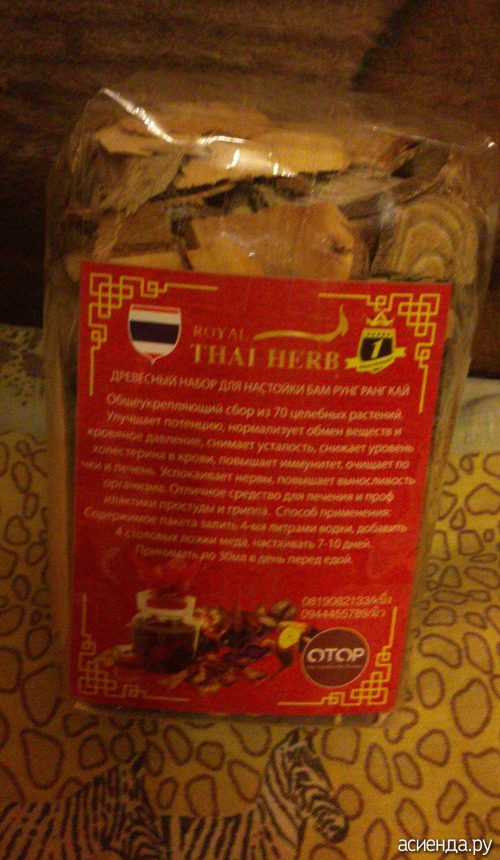 ROYAL
THAI HERB
1
ДРЕВЕСНЫЙ НАБОР ДЛЯ НАСТОЙКИ БАМ РУНГ РАНГ КАЙ
Общеукрепляющий сбор из 70 целебных растений.
Улучшает потенцию, нормализует обмен веществ и
кровяное давление, снимает усталость, снижает уровень
холестерина в крови, повышает иммунитет, очищает по
чки и печень. Успокаивает нервы, повышает выносливость
организма. Отличное средство для лечения и проф
илактики простуды и гриппа. Способ применения:
Содержимое пакета залить 4-мя литрами водки, добавить
4 столовых ложки меда, настаивать 7-10 дней.
Принимать по 30мл в день перед едой.
0819082133
0944455789
OTOP
асиенда.ру